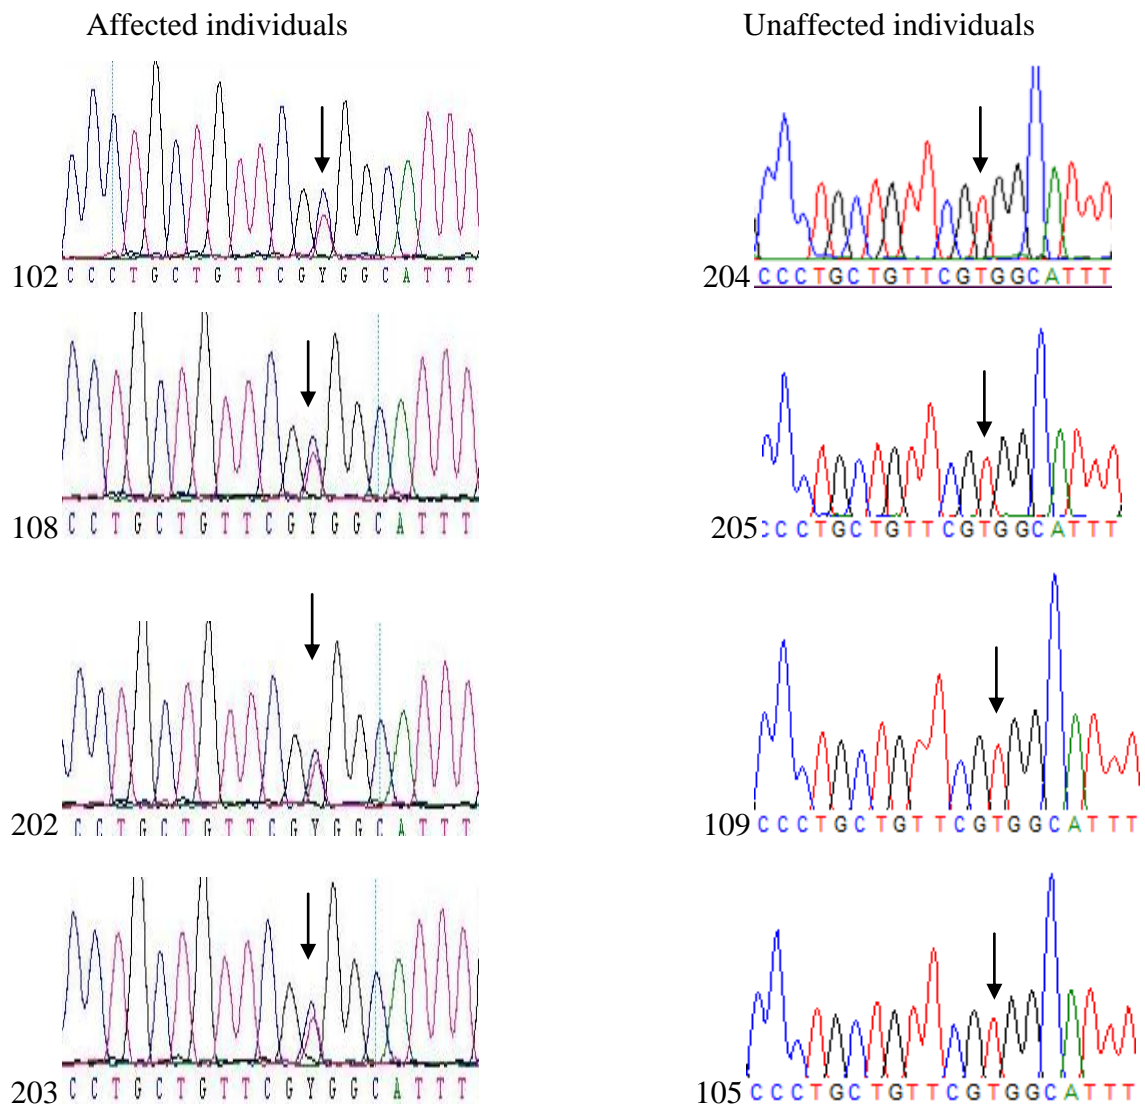 Affected individuals
Unaffected individuals
102 C C C T G C T G T T C G Y G G C A T T T
204 C C C T G C T G T T C G T G G C A T T T
108 C C T G C T G T T C G Y G G C A T T T
205 C C C T G C T G T T C G T G G C A T T T
202 C C T G C T G T T C G Y G G C A T T T
109 C C C T G C T G T T C G T G G C A T T T
203 C C T G C T G T T C G Y G G C A T T T
105 C C C T G C T G T T C G T G G C A T T T